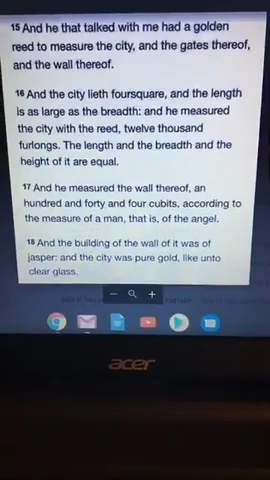 15 And he that talked with me had a golden
reed to measure the city, and the gates thereof,
and the wall thereof.
16 And the city lieth foursquare, and the length
is as large as the breadth: and he measured
the city with the reed, twelve thousand
furlongs. The length and the breadth and the
height of it are equal.
17 And he measured the wall thereof, an
hundred and forty and four cubits, according to
the measure of a man, that is, of the angel.
18 And the building of the wall of it was of
jasper: and the city was pure gold, like unto
clear glass.
acer